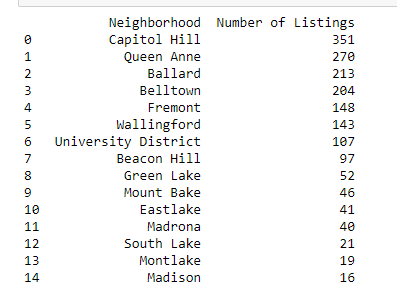 Neighborhood Number of Listings
0 Capitol Hill 351
1 Queen Anne 270
2 Ballard 213
3 Belltown 204
4 Fremont 148
5 Wallingford 143
6 University District 107
7 Beacon Hill 97
8 Green Lake 52
9 Mount Bake 46
10 Eastlake 41
11 Madrona 40
12 South Lake 21
13 Montlake 19
14 Madison 16